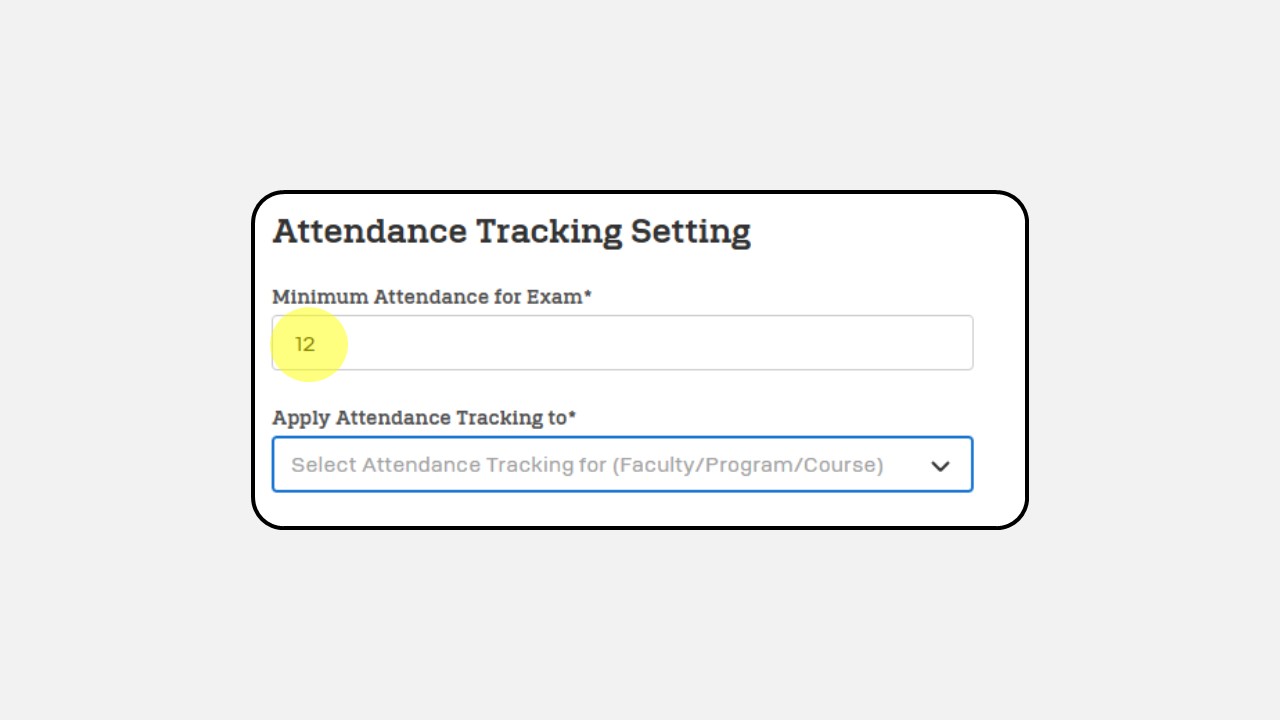 Attendance Tracking Setting
Minimum Attendance for Exam*
12
Apply Attendance Tracking to*
Select Attendance Tracking for (Faculty/Program/Course)